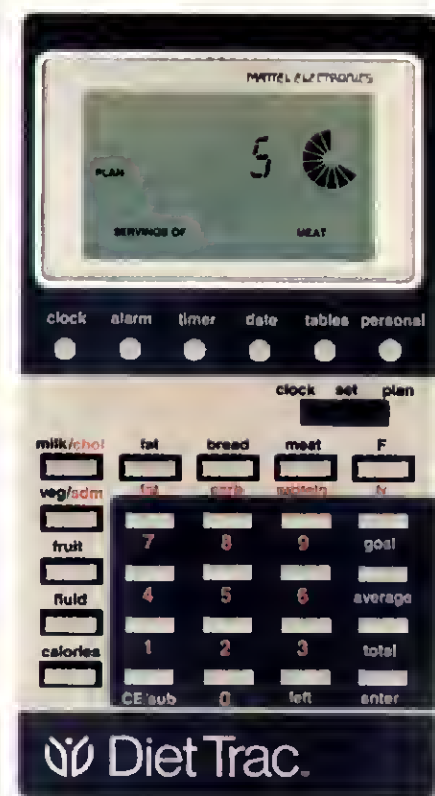 MATTEL ELECTRONICS
5
PLAN
SERVINGS OF MEAT
clock alarm timer date tables personal
clock set plan
milk/chol fat bread meat F
veg/sdm fat carb protein fr
fruit 7 8 9 goal
fluid 4 5 6 average
calories 1 2 3 total
CE/sub 0 left enter
Diet Trac.